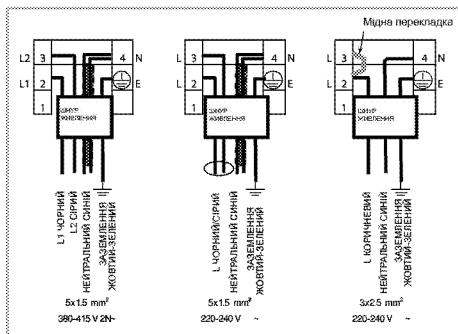 Мідна перекладка
L2 3 4 N
L1 2 E
1
ШНУР
ЖИВЛЕННЯ
L1 ЧОРНИЙ
L2 СІРИЙ
НЕЙТРАЛЬНИЙ СИНІЙ
ЗАЗЕМЛЕННЯ
ЖОВТИЙ-ЗЕЛЕНИЙ
5x1.5 mm²
380-415 V 2N~
L 3 4 N
L 2 E
1
ШНУР
ЖИВЛЕННЯ
L ЧОРНИЙ/СІРИЙ
НЕЙТРАЛЬНИЙ СИНІЙ
ЗАЗЕМЛЕННЯ
ЖОВТИЙ-ЗЕЛЕНИЙ
5x1.5 mm²
220-240 V ~
L 3 4 N
L 2 E
1
ШНУР
ЖИВЛЕННЯ
L КОРИЧНЕВИЙ
НЕЙТРАЛЬНИЙ СИНІЙ
ЗАЗЕМЛЕННЯ
ЖОВТИЙ-ЗЕЛЕНИЙ
3x2.5 mm²
220-240 V ~